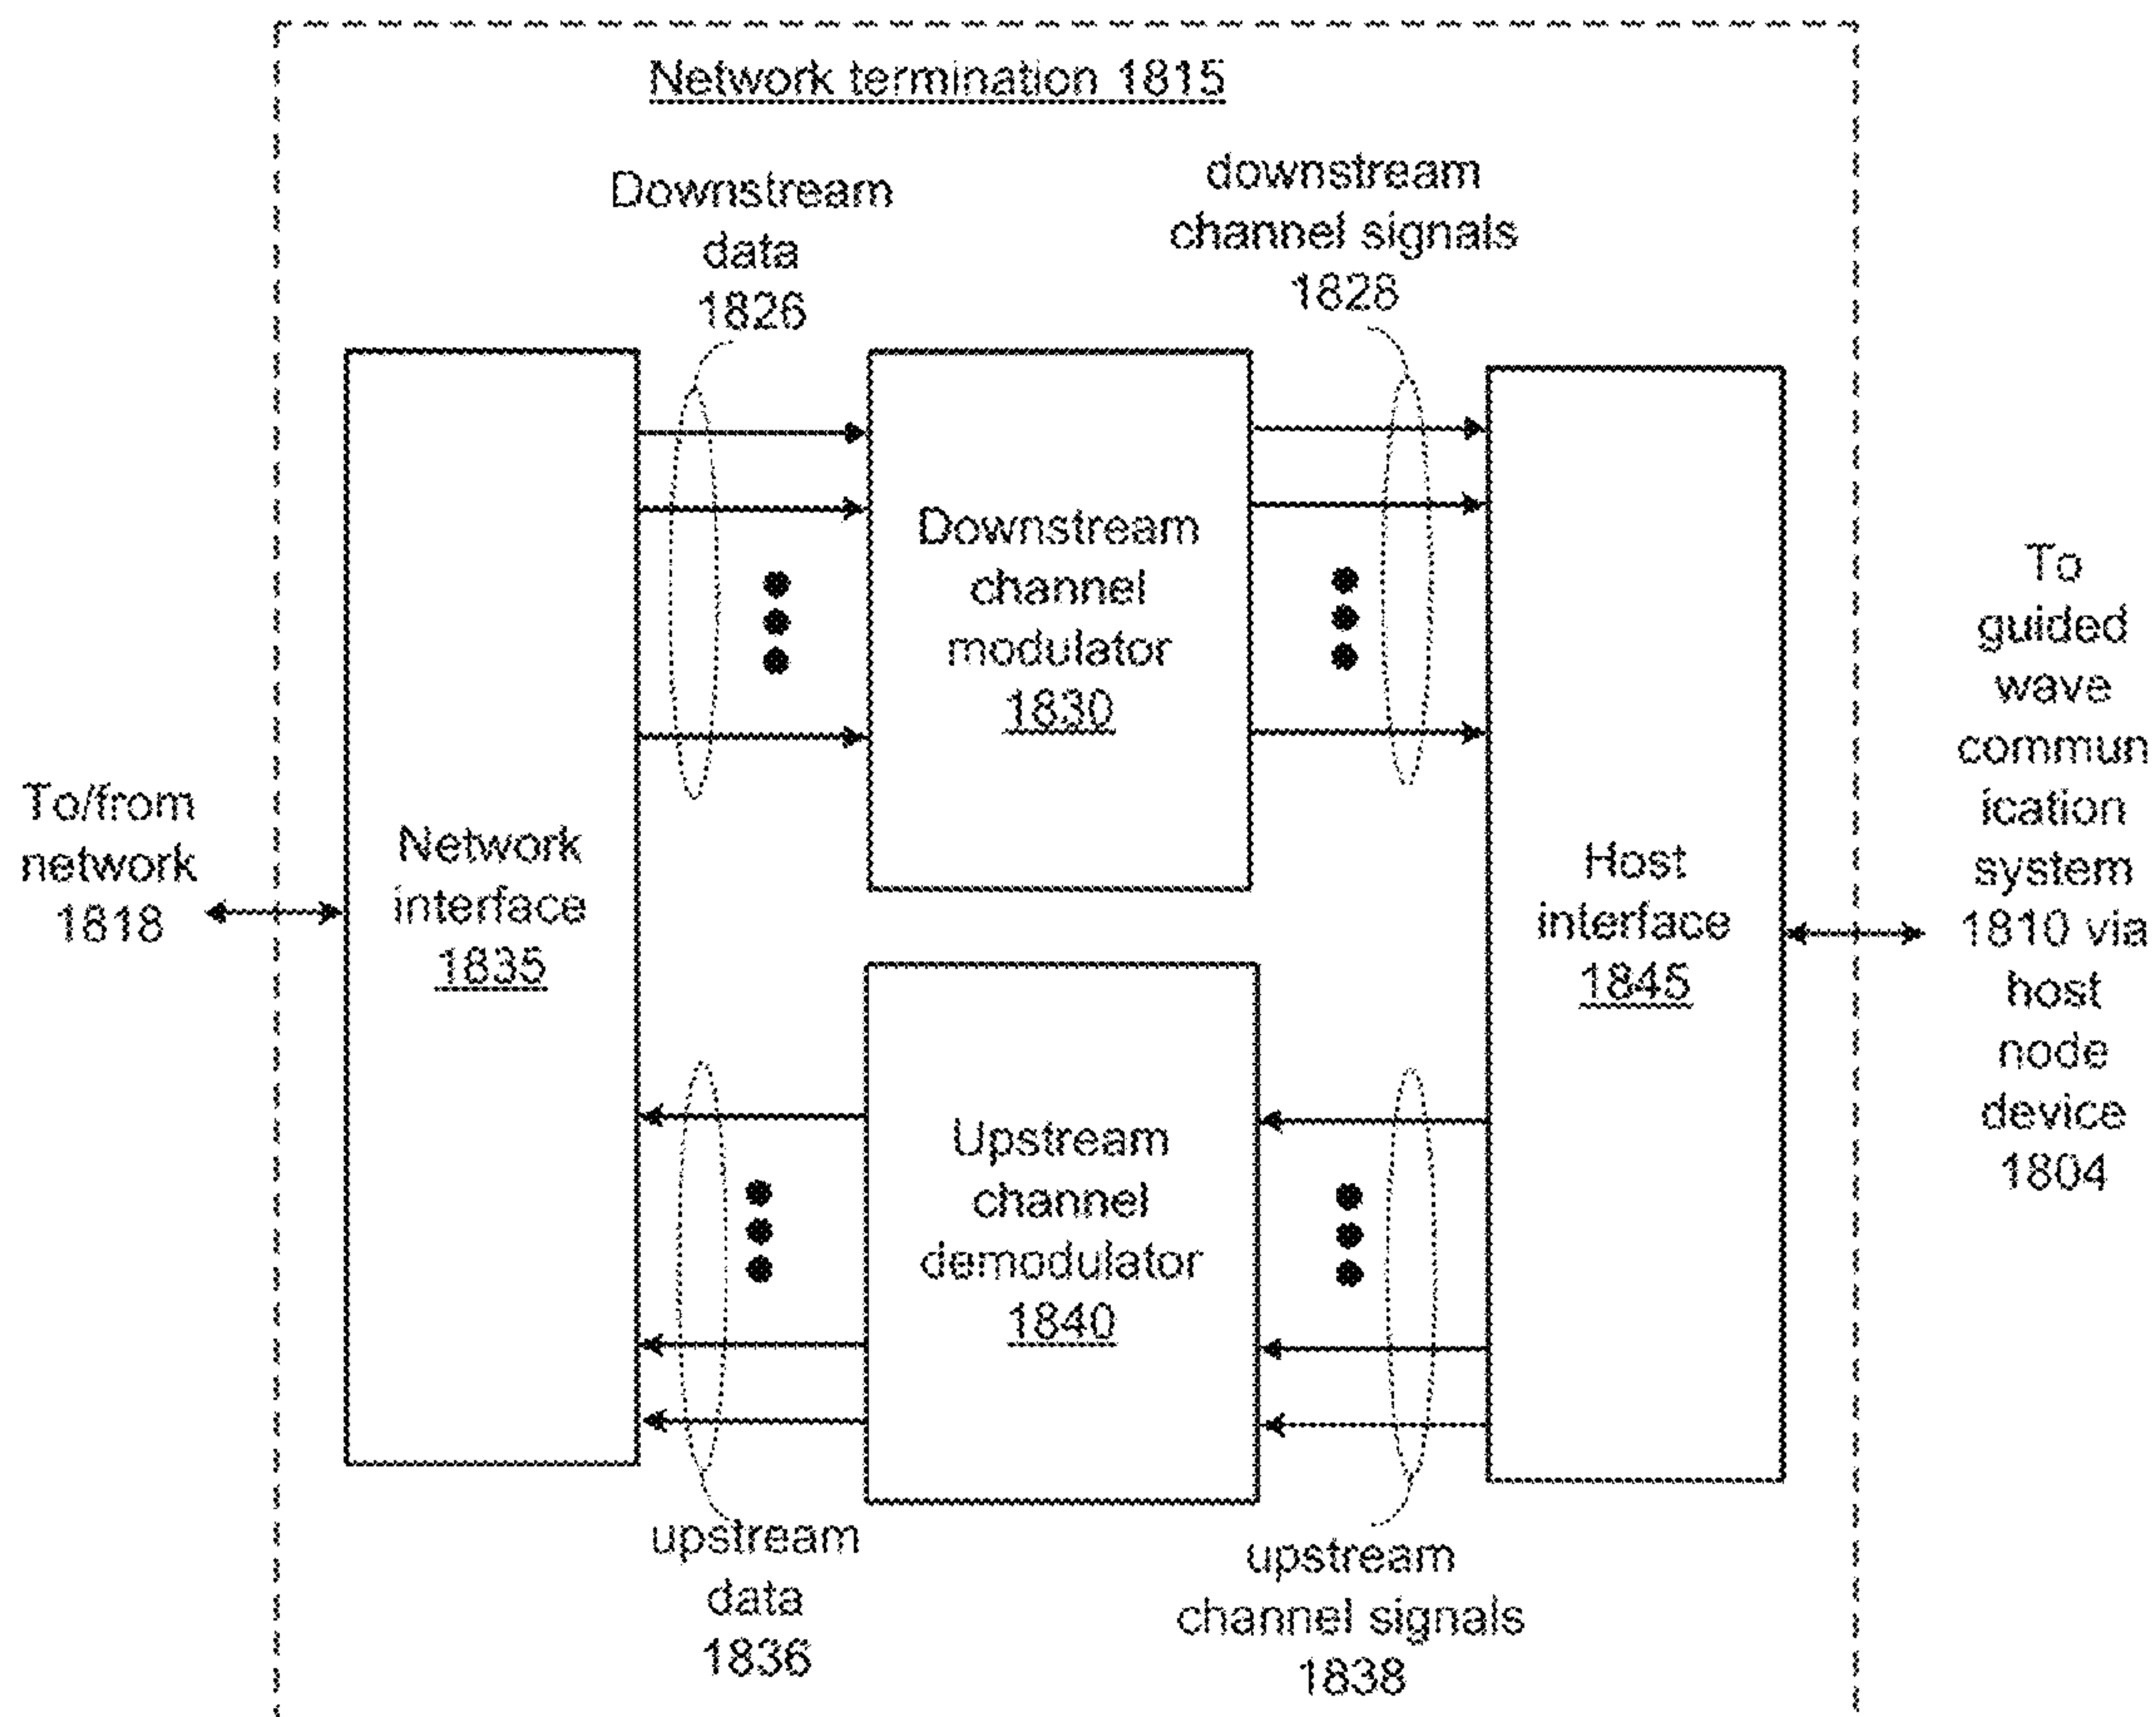 Network termination 1815
Downstream
data
1826
downstream
channel signals
1828
Downstream
channel
modulator
1830
To/from
network
1818
Network
interface
1835
Host
interface
1845
To
guided
wave
commun
ication
system
1810 via
host
node
device
1804
Upstream
channel
demodulator
1840
upstream
data
1836
upstream
channel signals
1838